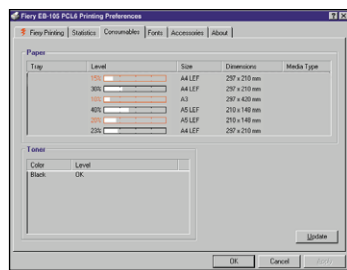 Fiery EB-105 PCL6 Printing Preferences
Fiery Printing Statistics Consumables Fonts Accessories About
Paper
Tray Level Size Dimensions Media Type
15% A4 LEF 297 x 210 mm
30% A4 LEF 297 x 210 mm
10% A3 297 x 420 mm
40% A5 LEF 210 x 148 mm
20% A5 LEF 210 x 148 mm
23% A4 LEF 297 x 210 mm
Toner
Color Level
Black OK
Update
OK Cancel Apply